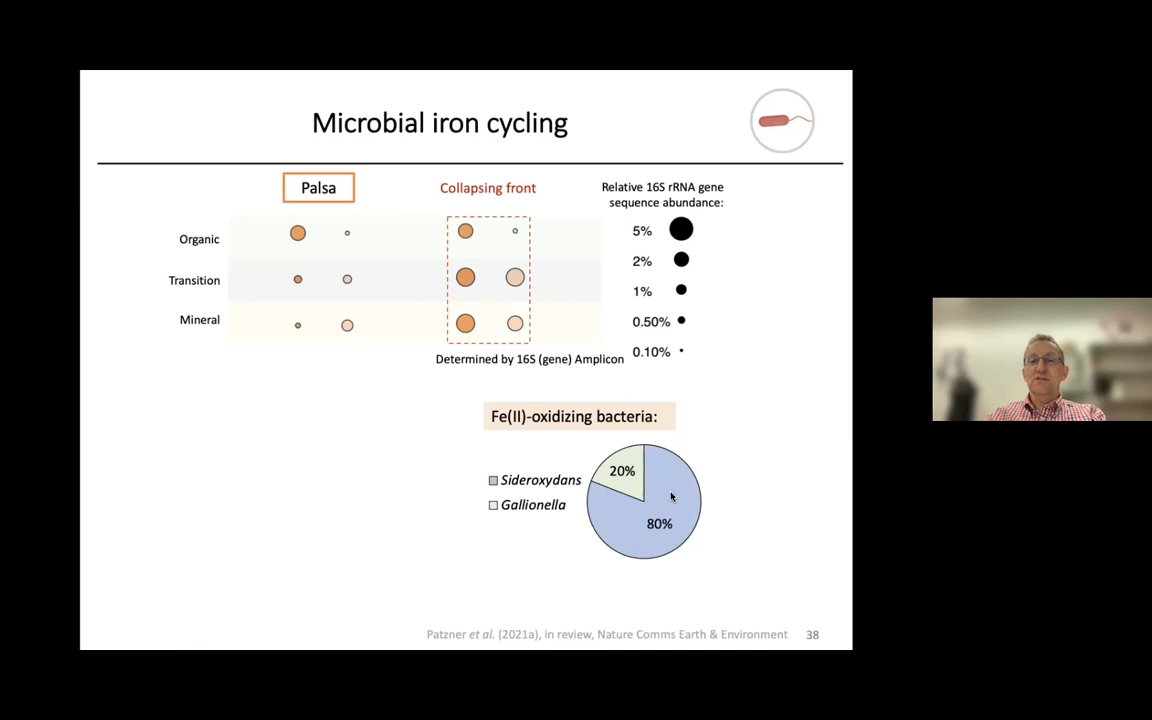 Microbial iron cycling
Palsa
Collapsing front
Relative 16S rRNA gene
sequence abundance:
Organic
Transition
Mineral
5%
2%
1%
0.50%
0.10%
Determined by 16S (gene) Amplicon
Fe(II)-oxidizing bacteria:
Sideroxydans
Gallionella
20%
80%
Patzner et al. (2021a), in review, Nature Comms Earth & Environment
38